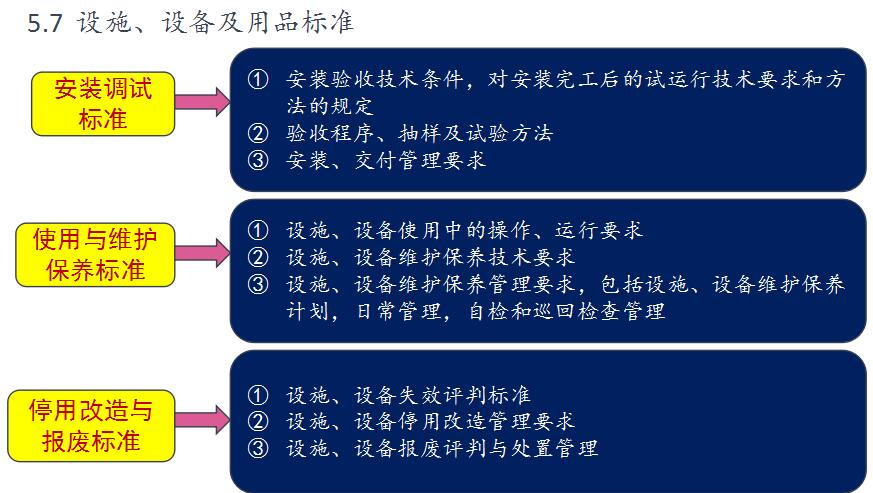 5.7 设施、设备及用品标准
安装调试
标准
① 安装验收技术条件，对安装完工后的试运行技术要求和方
法的规定
② 验收程序、抽样及试验方法
③ 安装、交付管理要求
使用与维护
保养标准
① 设施、设备使用中的操作、运行要求
② 设施、设备维护保养技术要求
③ 设施、设备维护保养管理要求，包括设施、设备维护保养
计划，日常管理，自检和巡回检查管理
停用改造与
报废标准
① 设施、设备失效评判标准
② 设施、设备停用改造管理要求
③ 设施、设备报废评判与处置管理